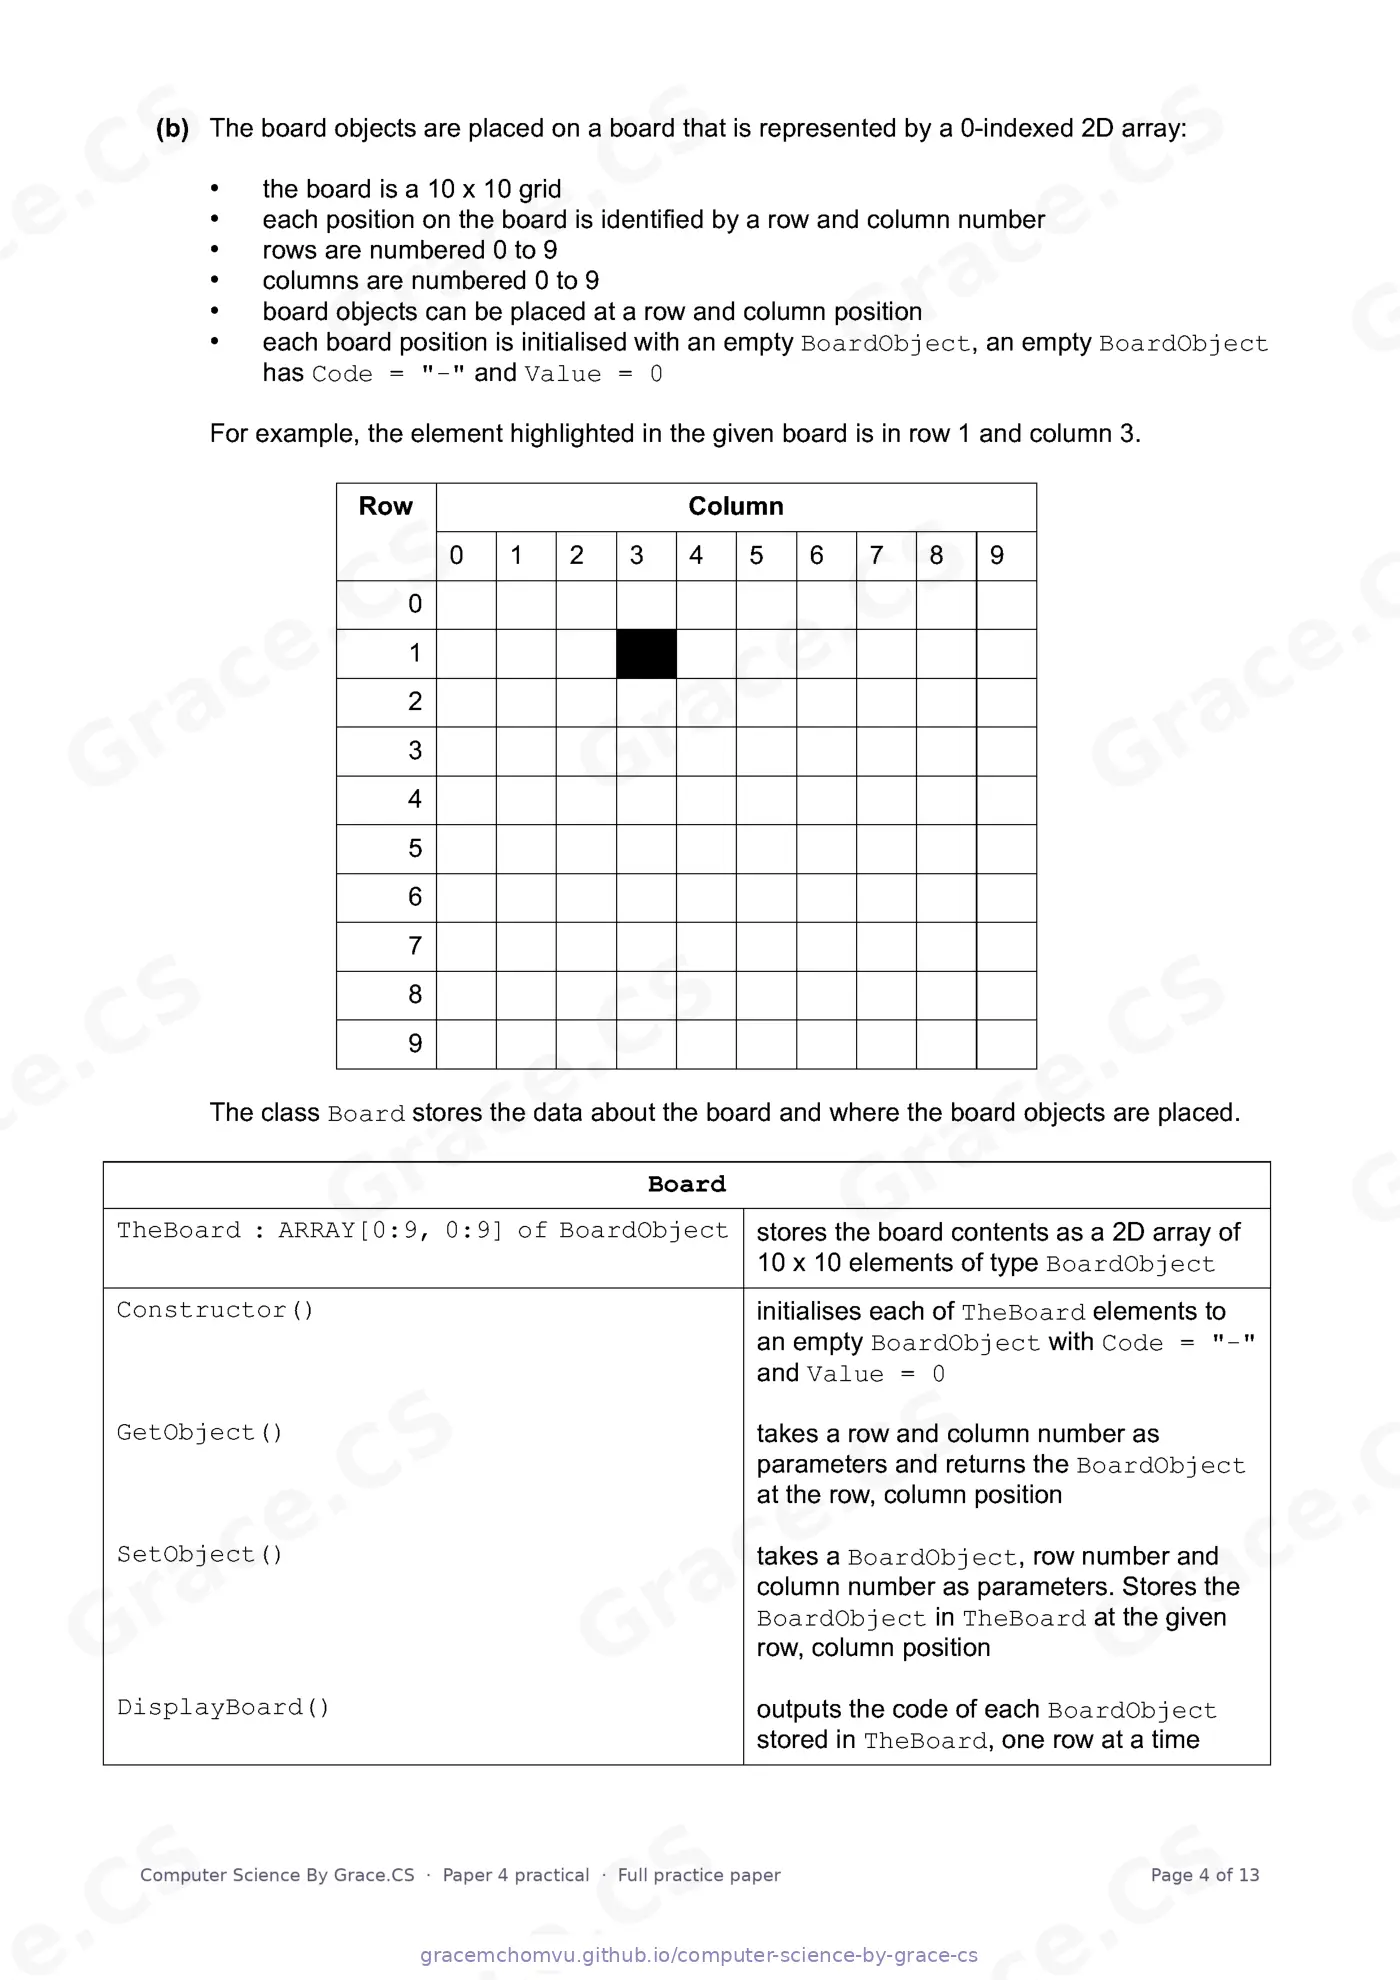 (b) The board objects are placed on a board that is represented by a 0-indexed 2D array:
• the board is a 10 x 10 grid
• each position on the board is identified by a row and column number
• rows are numbered 0 to 9
• columns are numbered 0 to 9
• board objects can be placed at a row and column position
• each board position is initialised with an empty BoardObject, an empty BoardObject
has Code = "-" and Value = 0
For example, the element highlighted in the given board is in row 1 and column 3.
Row Column
0 1 2 3 4 5 6 7 8 9
0
1
2
3
4
5
6
7
8
9
The class Board stores the data about the board and where the board objects are placed.
Board
TheBoard : ARRAY[0:9, 0:9] of BoardObject
stores the board contents as a 2D array of
10 x 10 elements of type BoardObject
Constructor()
initialises each of TheBoard elements to
an empty BoardObject with Code = "-"
and Value = 0
GetObject()
takes a row and column number as
parameters and returns the BoardObject
at the row, column position
SetObject()
takes a BoardObject, row number and
column number as parameters. Stores the
BoardObject in TheBoard at the given
row, column position
DisplayBoard()
outputs the code of each BoardObject
stored in TheBoard, one row at a time
Computer Science By Grace.CS · Paper 4 practical · Full practice paper Page 4 of 13
gracemchomvu.github.io/computer-science-by-grace-cs
Grace.CS